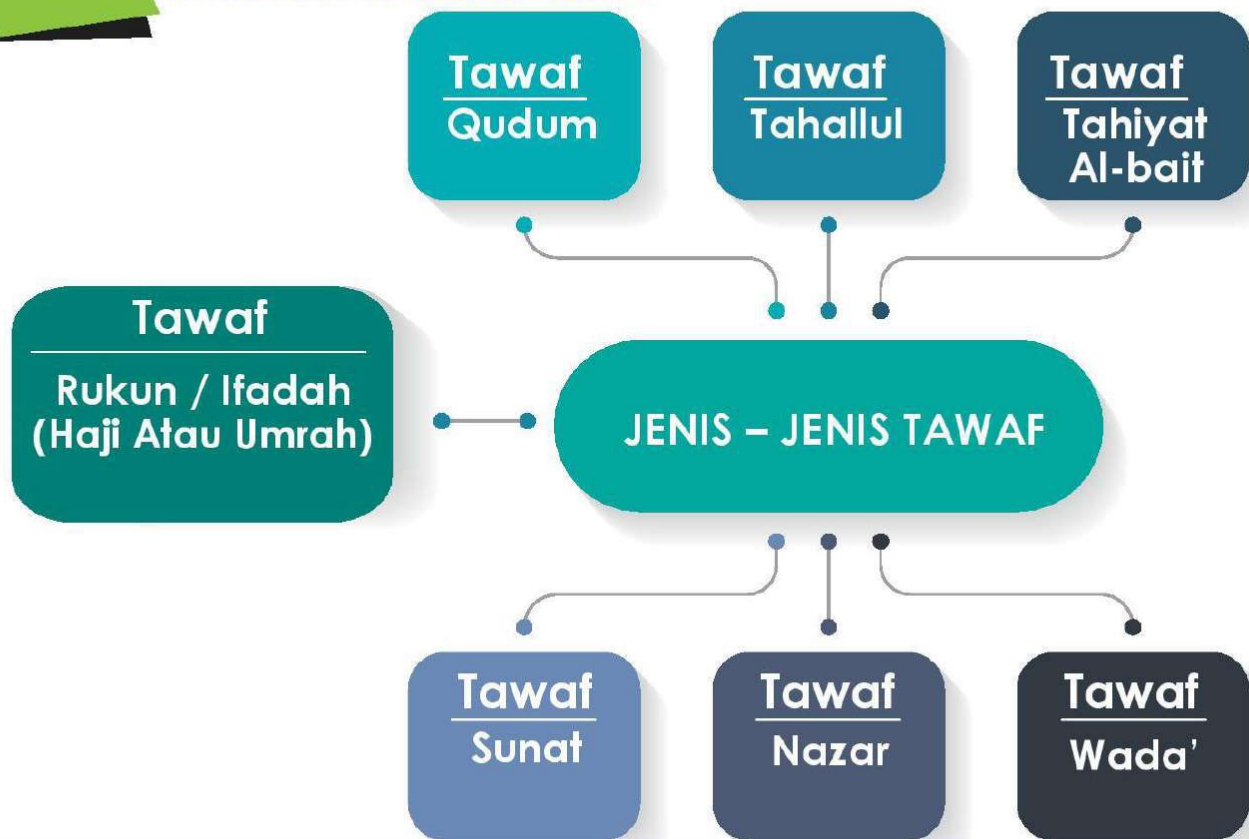 Tawaf
Qudum
Tawaf
Tahallul
Tawaf
Tahiyat
Al-bait
Tawaf
Rukun / Ifadah
(Haji Atau Umrah)
JENIS – JENIS TAWAF
Tawaf
Sunat
Tawaf
Nazar
Tawaf
Wada’